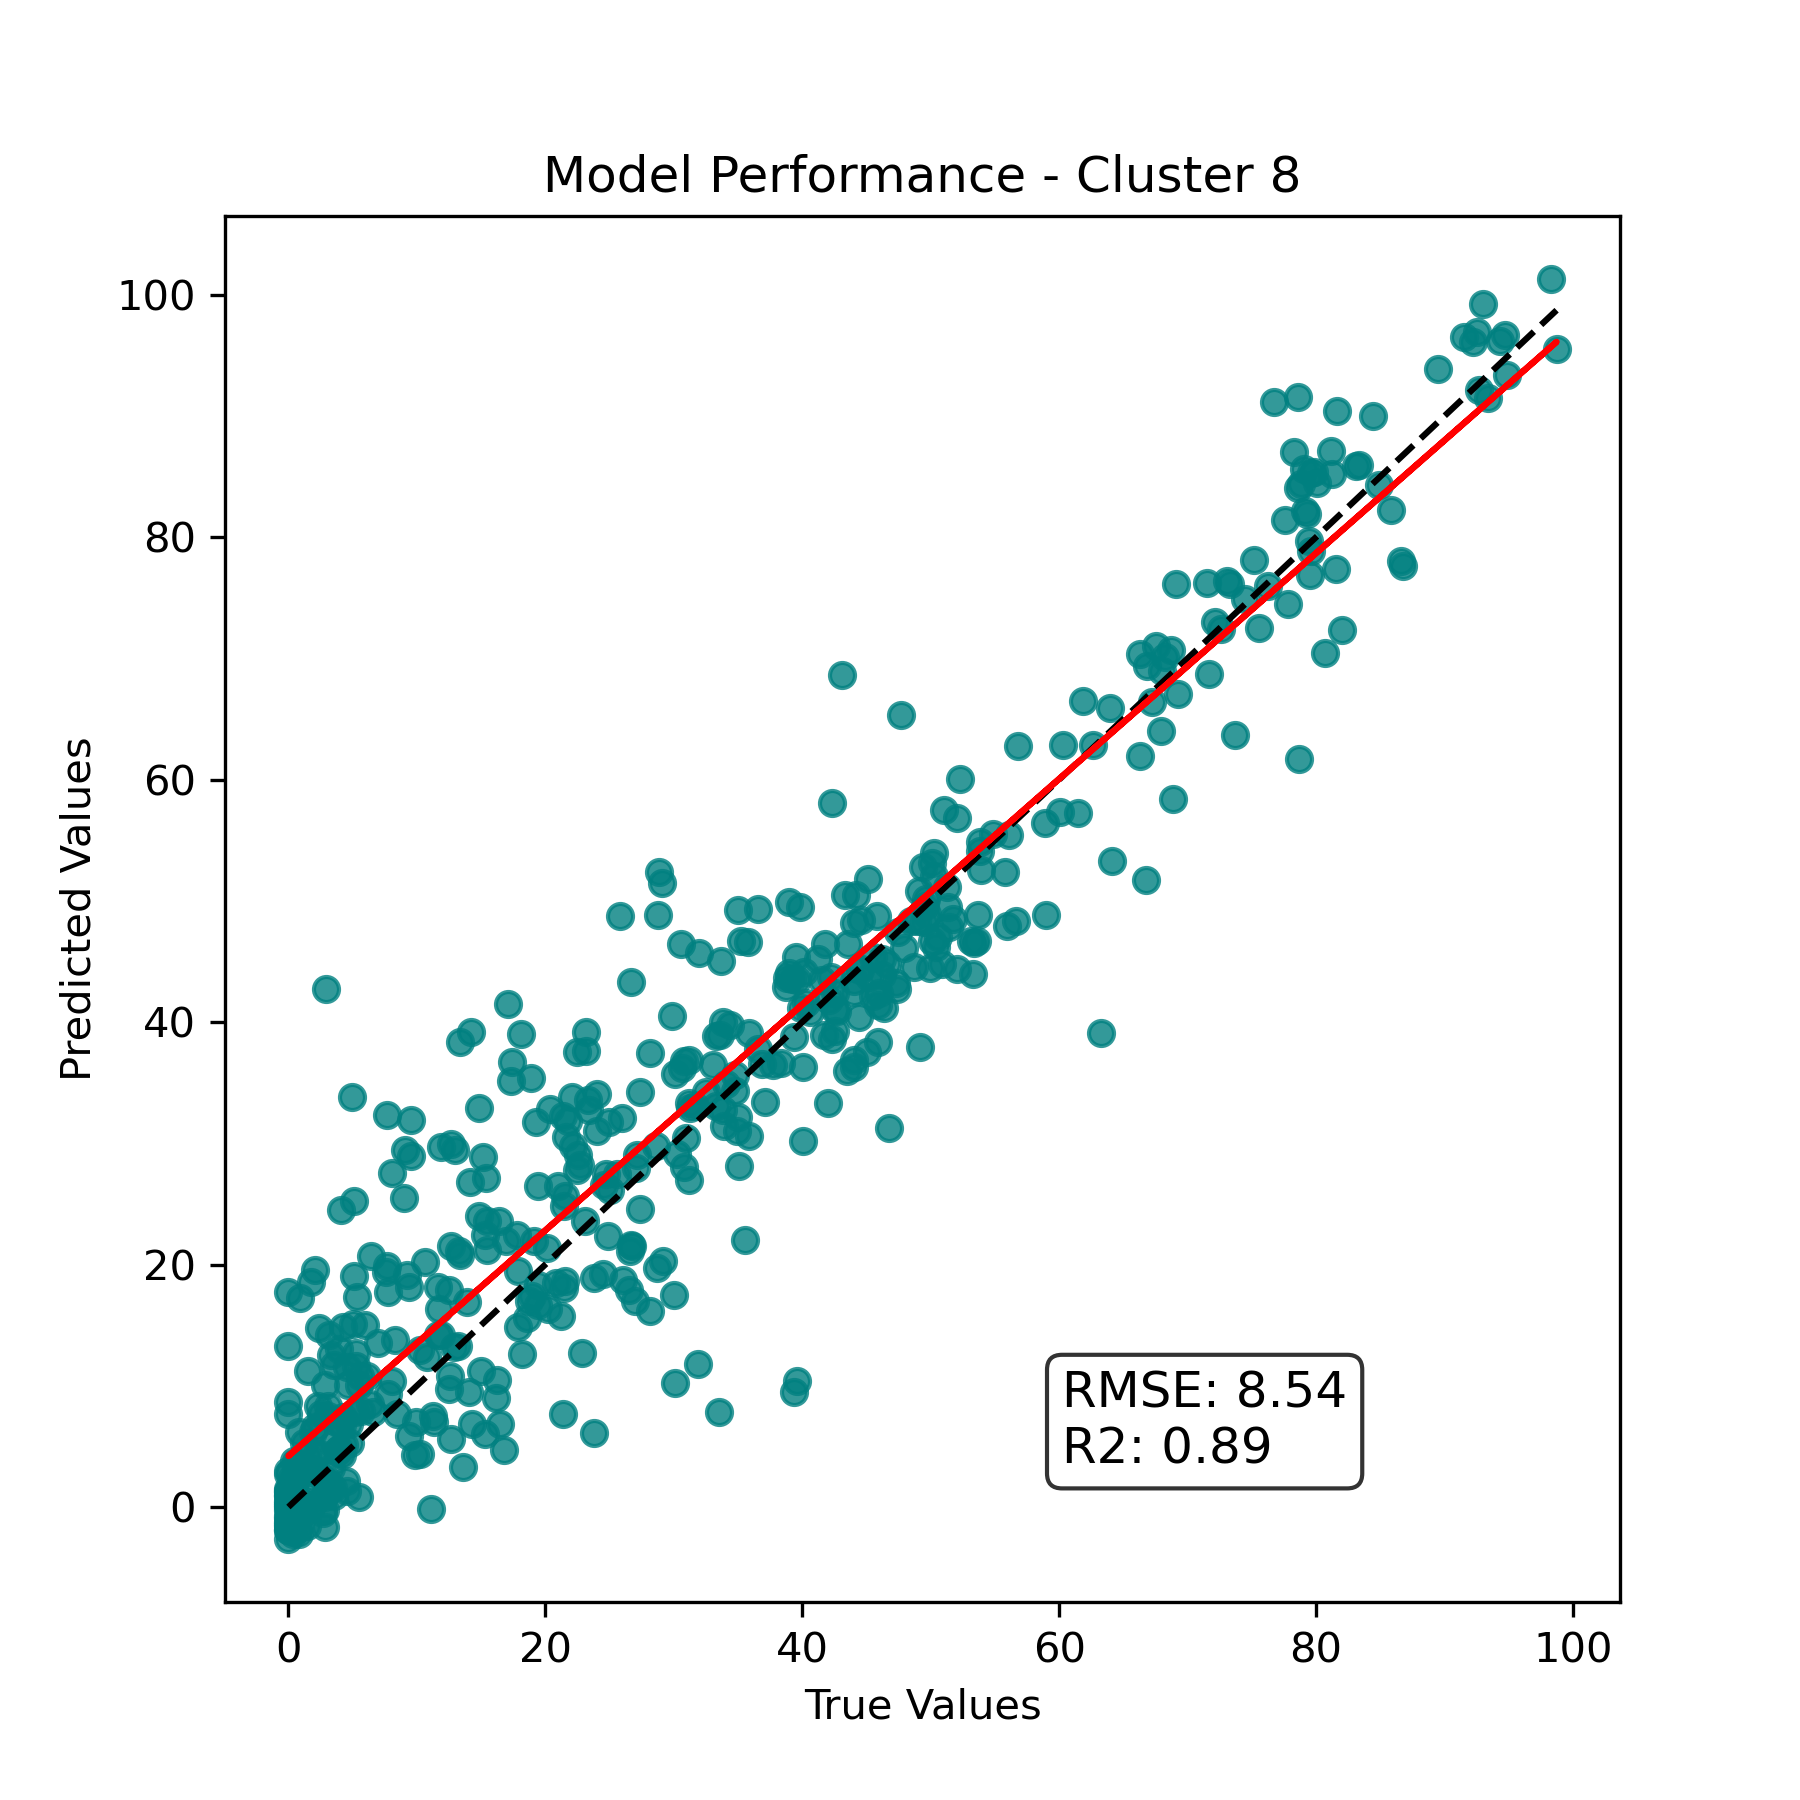 Model Performance - Cluster 8
100
80
60
40
20
0
Predicted Values
RMSE: 8.54
R2: 0.89
0 20 40 60 80 100
True Values